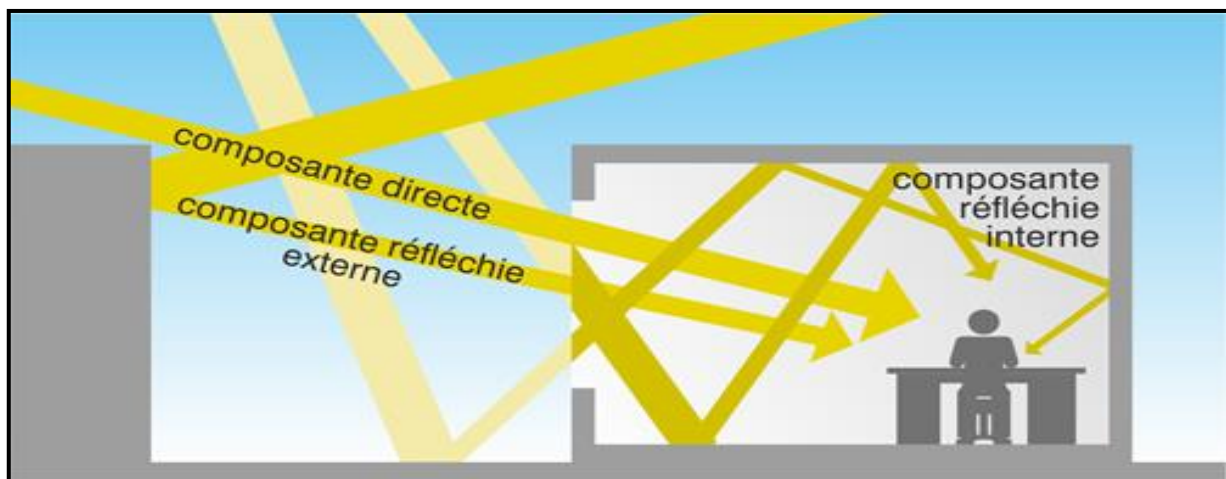 composante directe
composante réfléchie
externe
composante
réfléchie
interne